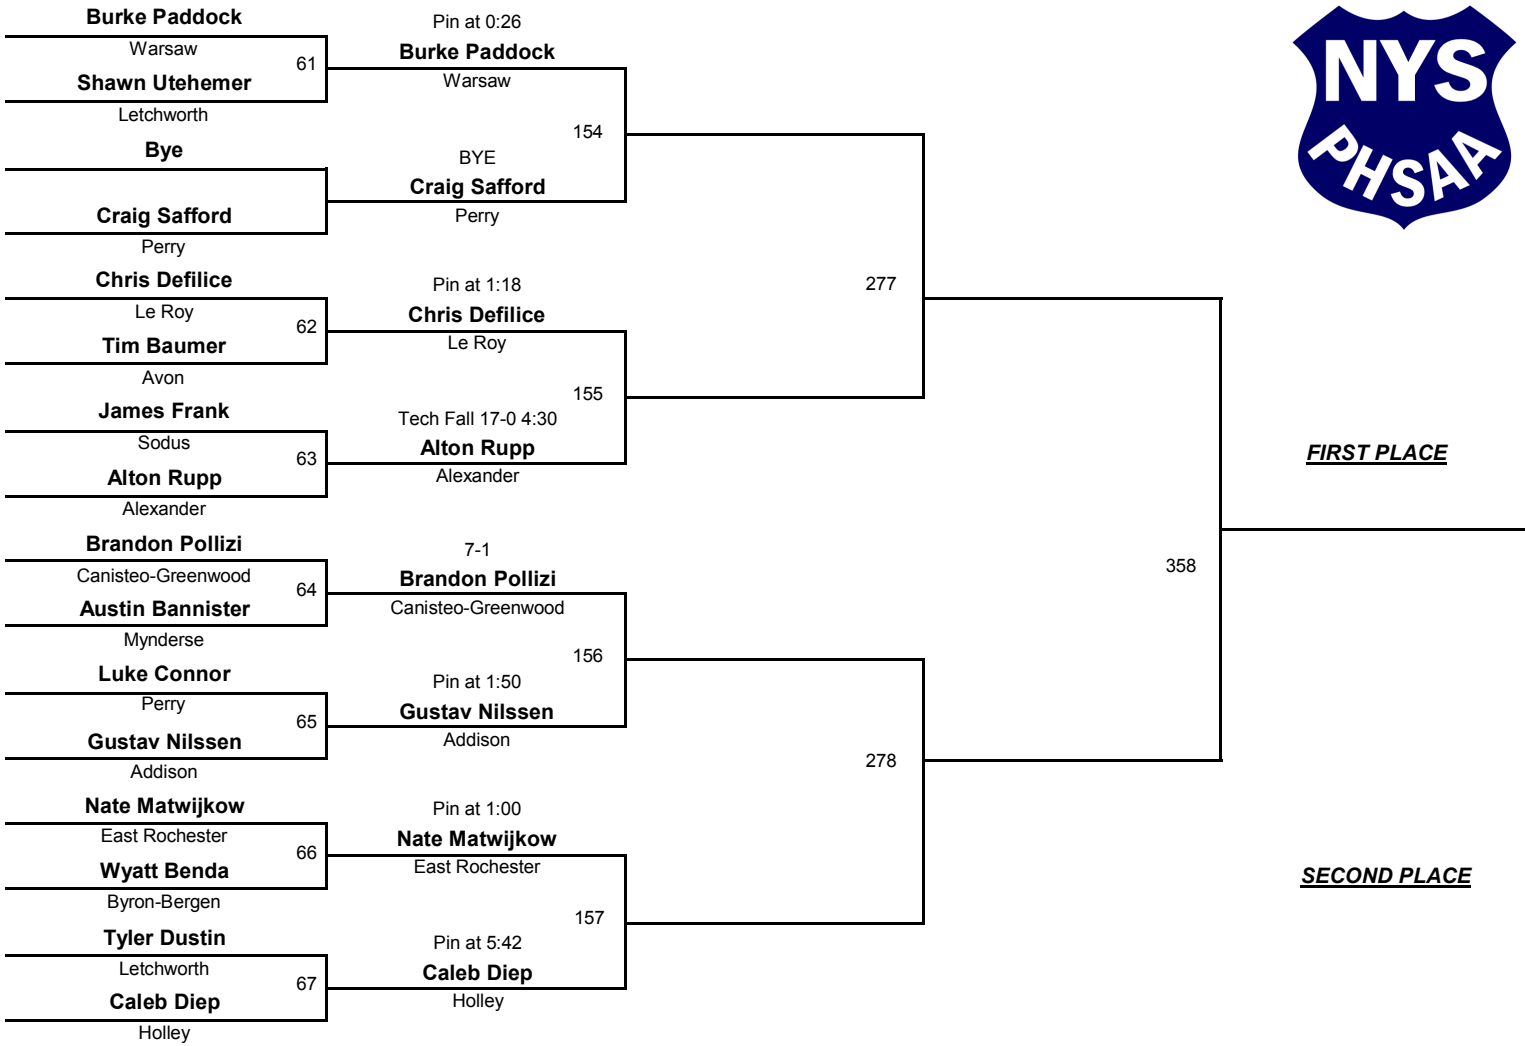 Burke Paddock
Warsaw
61
Shawn Utehemer
Letchworth
Bye
Craig Safford
Perry
Chris Defilice
Le Roy
62
Tim Baumer
Avon
James Frank
Sodus
63
Alton Rupp
Alexander
Brandon Pollizi
Canisteo-Greenwood
64
Austin Bannister
Mynderse
Luke Connor
Perry
65
Gustav Nilssen
Addison
Nate Matwijkow
East Rochester
66
Wyatt Benda
Byron-Bergen
Tyler Dustin
Letchworth
67
Caleb Diep
Holley
Pin at 0:26
Burke Paddock
Warsaw
154
BYE
Craig Safford
Perry
Pin at 1:18
Chris Defilice
Le Roy
155
Tech Fall 17-0 4:30
Alton Rupp
Alexander
7-1
Brandon Pollizi
Canisteo-Greenwood
156
Pin at 1:50
Gustav Nilssen
Addison
Pin at 1:00
Nate Matwijkow
East Rochester
157
Pin at 5:42
Caleb Diep
Holley
277
278
358
NYS
PHSAA
FIRST PLACE
SECOND PLACE